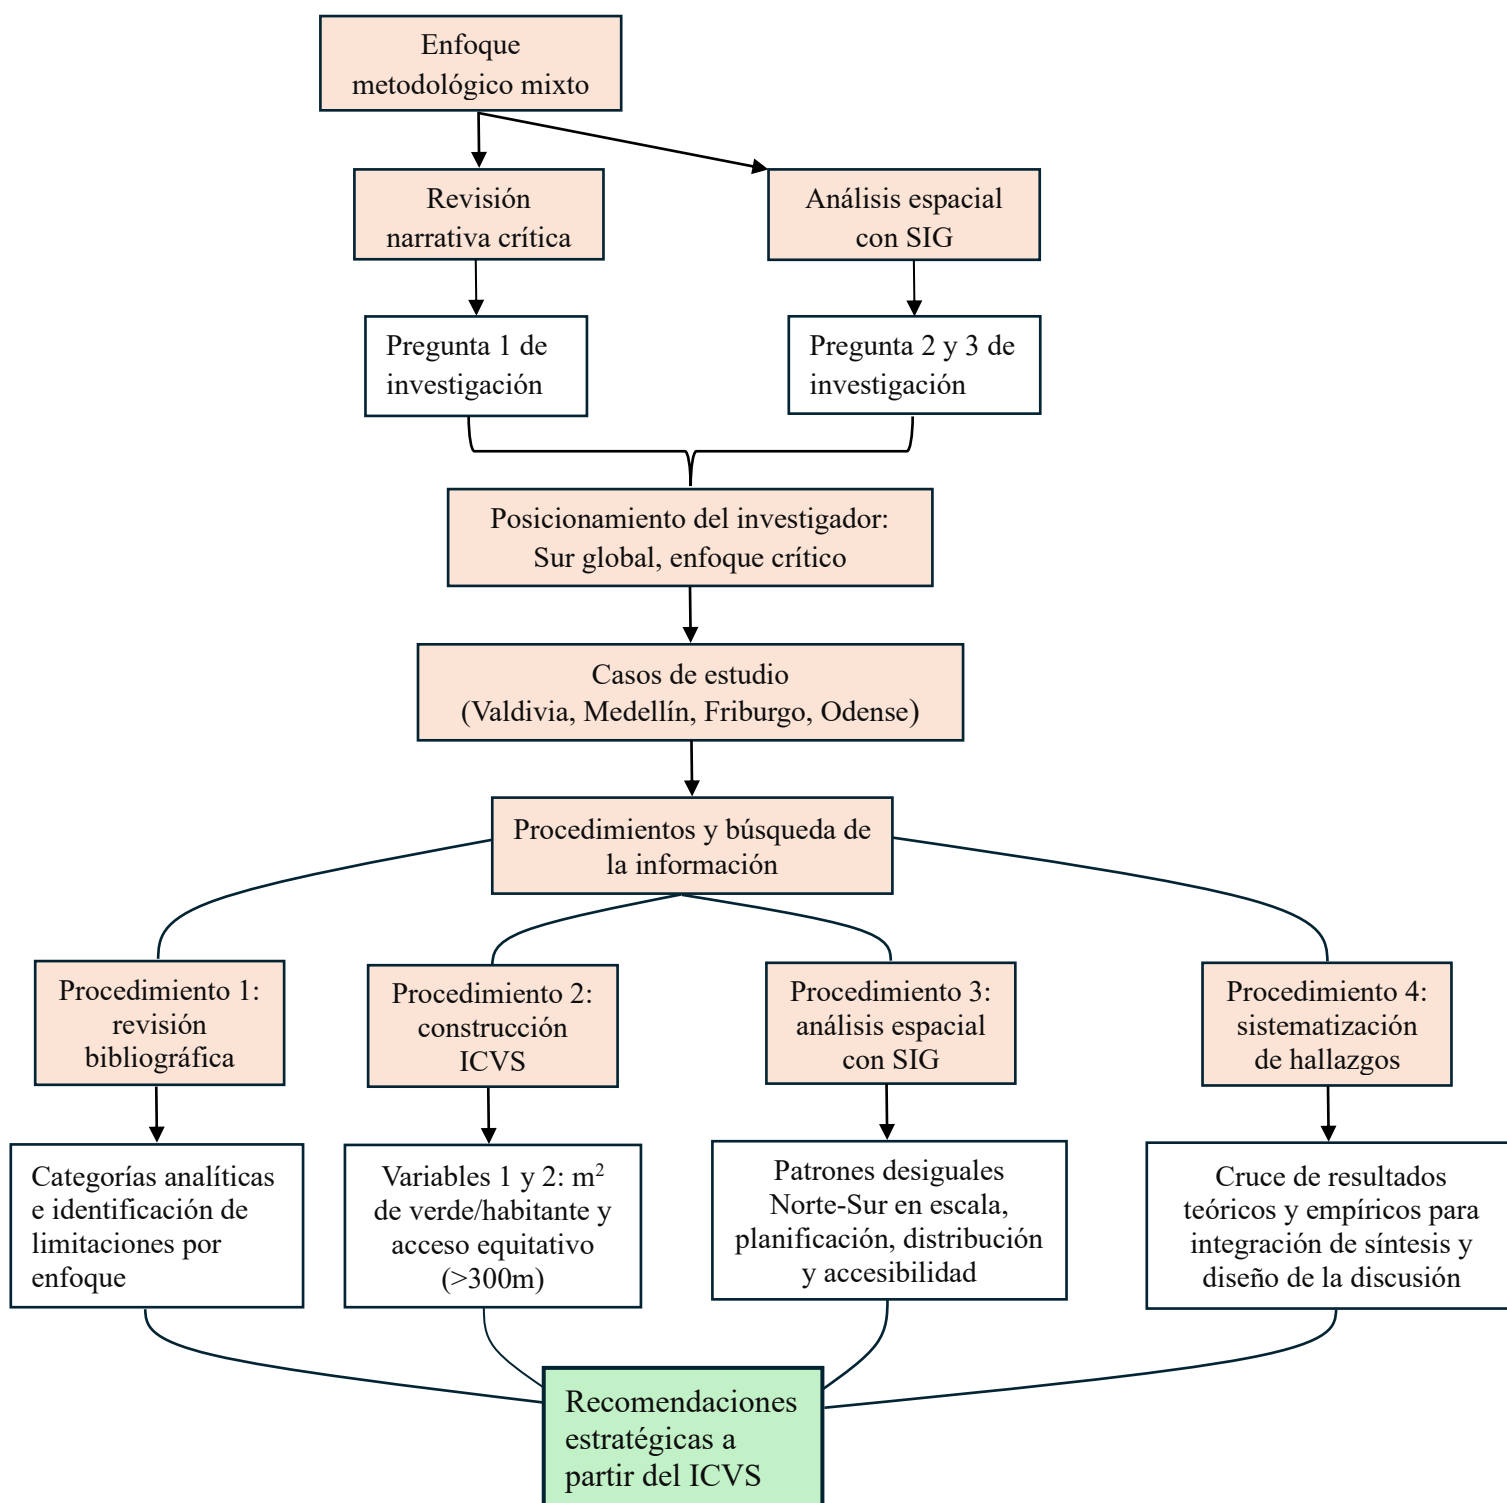 Enfoque
metodológico mixto
Revisión
narrativa crítica
Análisis espacial
con SIG
Pregunta 1 de
investigación
Pregunta 2 y 3 de
investigación
Posicionamiento del investigador:
Sur global, enfoque crítico
Casos de estudio
(Valdivia, Medellín, Friburgo, Odense)
Procedimientos y búsqueda de
la información
Procedimiento 1:
revisión
bibliográfica
Procedimiento 2:
construcción
ICVS
Procedimiento 3:
análisis espacial
con SIG
Procedimiento 4:
sistematización
de hallazgos
Categorías analíticas
e identificación de
limitaciones por
enfoque
Variables 1 y 2: m²
de verde/habitante y
acceso equitativo
(>300m)
Patrones desiguales
Norte-Sur en escala,
planificación, distribución
y accesibilidad
Cruce de resultados
teóricos y empíricos para
integración de síntesis y
diseño de la discusión
Recomendaciones
estratégicas a
partir del ICVS